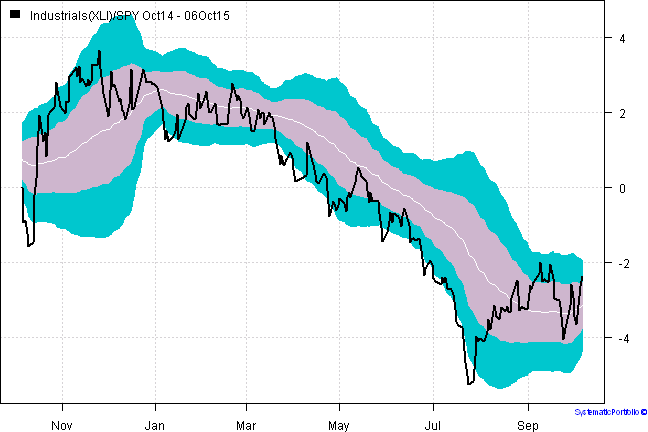 Industrials(XLI)/SPY Oct14 - 06Oct15
4
2
0
-2
-4
Nov Jan Mar May Jul Sep
SystematicPortfolio ©